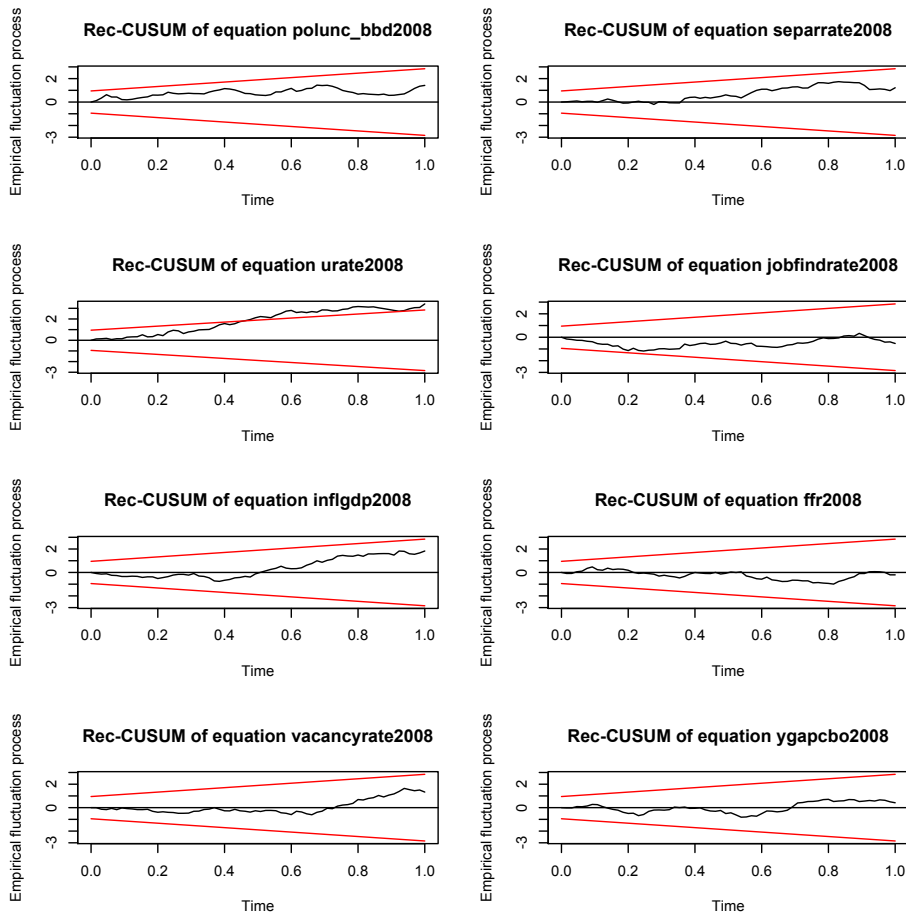 Rec-CUSUM of equation polunc_bbd2008
Empirical fluctuation process
2
0
-3
0.0 0.2 0.4 0.6 0.8 1.0
Time
Rec-CUSUM of equation separrate2008
Empirical fluctuation process
2
0
-3
0.0 0.2 0.4 0.6 0.8 1.0
Time
Rec-CUSUM of equation urate2008
Empirical fluctuation process
2
0
-3
0.0 0.2 0.4 0.6 0.8 1.0
Time
Rec-CUSUM of equation jobfindrate2008
Empirical fluctuation process
2
0
-3
0.0 0.2 0.4 0.6 0.8 1.0
Time
Rec-CUSUM of equation inflgdp2008
Empirical fluctuation process
2
0
-3
0.0 0.2 0.4 0.6 0.8 1.0
Time
Rec-CUSUM of equation ffr2008
Empirical fluctuation process
2
0
-3
0.0 0.2 0.4 0.6 0.8 1.0
Time
Rec-CUSUM of equation vacancyrate2008
Empirical fluctuation process
2
0
-3
0.0 0.2 0.4 0.6 0.8 1.0
Time
Rec-CUSUM of equation ygapcbo2008
Empirical fluctuation process
2
0
-3
0.0 0.2 0.4 0.6 0.8 1.0
Time